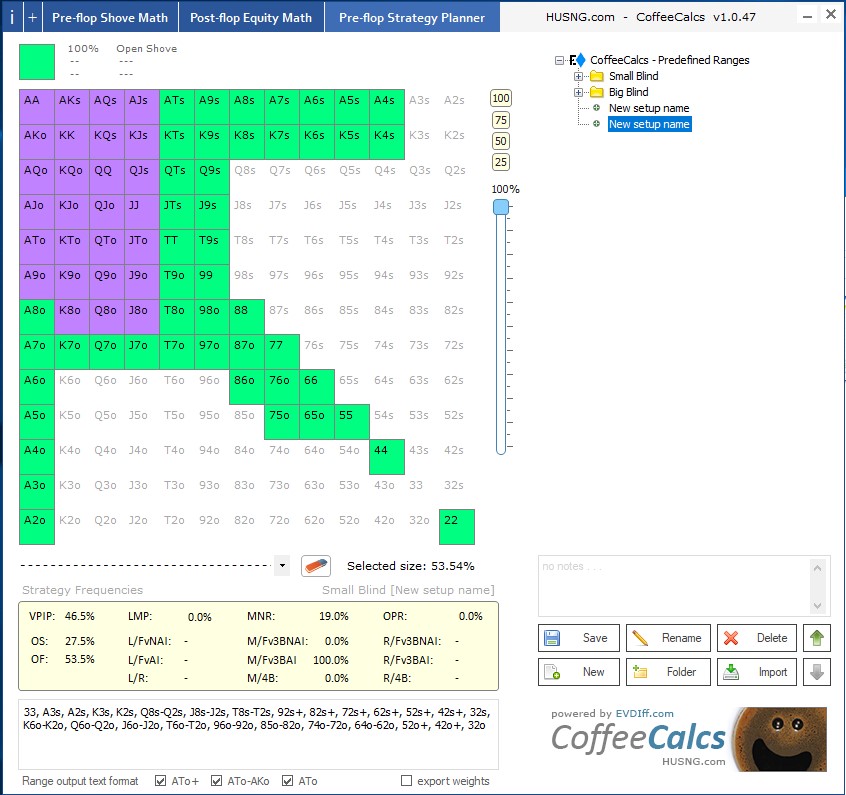 i + Pre-flop Shove Math Post-flop Equity Math Pre-flop Strategy Planner HUSNG.com - CoffeeCalcs v1.0.47
100% Open Shove
-- ---
-- ---
AA AKs AQs AJs ATs A9s A8s A7s A6s A5s A4s A3s A2s
AKo KK KQs KJs KTs K9s K8s K7s K6s K5s K4s K3s K2s
AQo KQo QQ QJs QTs Q9s Q8s Q7s Q6s Q5s Q4s Q3s Q2s
AJo KJo QJo JJ JTs J9s J8s J7s J6s J5s J4s J3s J2s
ATo KTo QTo JTo TT T9s T8s T7s T6s T5s T4s T3s T2s
A9o K9o Q9o J9o T9o 99 98s 97s 96s 95s 94s 93s 92s
A8o K8o Q8o J8o T8o 98o 88 87s 86s 85s 84s 83s 82s
A7o K7o Q7o J7o T7o 97o 87o 77 76s 75s 74s 73s 72s
A6o K6o Q6o J6o T6o 96o 86o 76o 66 65s 64s 63s 62s
A5o K5o Q5o J5o T5o 95o 85o 75o 65o 55 54s 53s 52s
A4o K4o Q4o J4o T4o 94o 84o 74o 64o 54o 44 43s 42s
A3o K3o Q3o J3o T3o 93o 83o 73o 63o 53o 43o 33 32s
A2o K2o Q2o J2o T2o 92o 82o 72o 62o 52o 42o 32o 22
100
75
50
25
100%
CoffeeCalcs - Predefined Ranges
Small Blind
Big Blind
New setup name
New setup name
Selected size: 53.54%
Strategy Frequencies Small Blind [New setup name]
VPIP: 46.5% LMP: 0.0% MNR: 19.0% OPR: 0.0%
OS: 27.5% L/FvNAI: - M/Fv3BNAI: 0.0% R/Fv3BNAI: -
OF: 53.5% L/FvAI: - M/Fv3BAI 100.0% R/Fv3BAI: -
L/R: - M/4B: 0.0% R/4B: -
33, A3s, A2s, K3s, K2s, Q8s-Q2s, J8s-J2s, T8s-T2s, 92s+, 82s+, 72s+, 62s+, 52s+, 42s+, 32s,
K6o-K2o, Q6o-Q2o, J6o-J2o, T6o-T2o, 96o-92o, 85o-82o, 74o-72o, 64o-62o, 52o+, 42o+, 32o
Range output text format ATo+ ATo-AKo ATo export weights
no notes . . .
Save Rename Delete
New Folder Import
powered by EVDiff.com
CoffeeCalcs
HUSNG.com